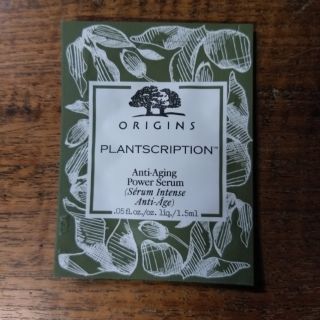 ORIGINS
PLANTSCRIPTION™
Anti-Aging
Power Serum
(Sérum Intense
Anti-Âge)
.05 fl.oz./oz. liq./1.5ml